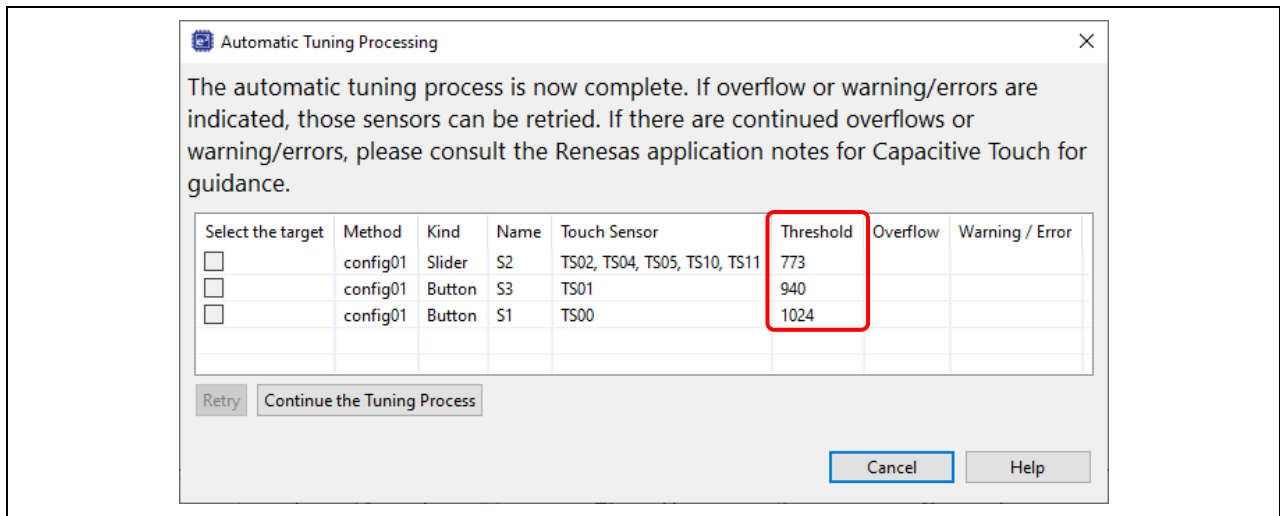 Automatic Tuning Processing
The automatic tuning process is now complete. If overflow or warning/errors are
indicated, those sensors can be retried. If there are continued overflows or
warning/errors, please consult the Renesas application notes for Capacitive Touch for
guidance.
Select the target Method Kind Name Touch Sensor Threshold Overflow Warning / Error
config01 Slider S2 TS02, TS04, TS05, TS10, TS11 773
config01 Button S3 TS01 940
config01 Button S1 TS00 1024
Retry Continue the Tuning Process
Cancel Help